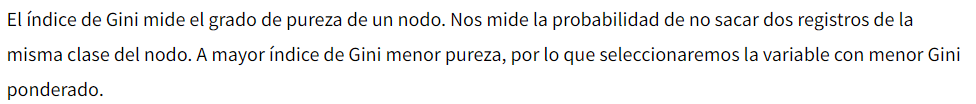 El índice de Gini mide el grado de pureza de un nodo. Nos mide la probabilidad de no sacar dos registros de la
misma clase del nodo. A mayor índice de Gini menor pureza, por lo que seleccionaremos la variable con menor Gini
ponderado.